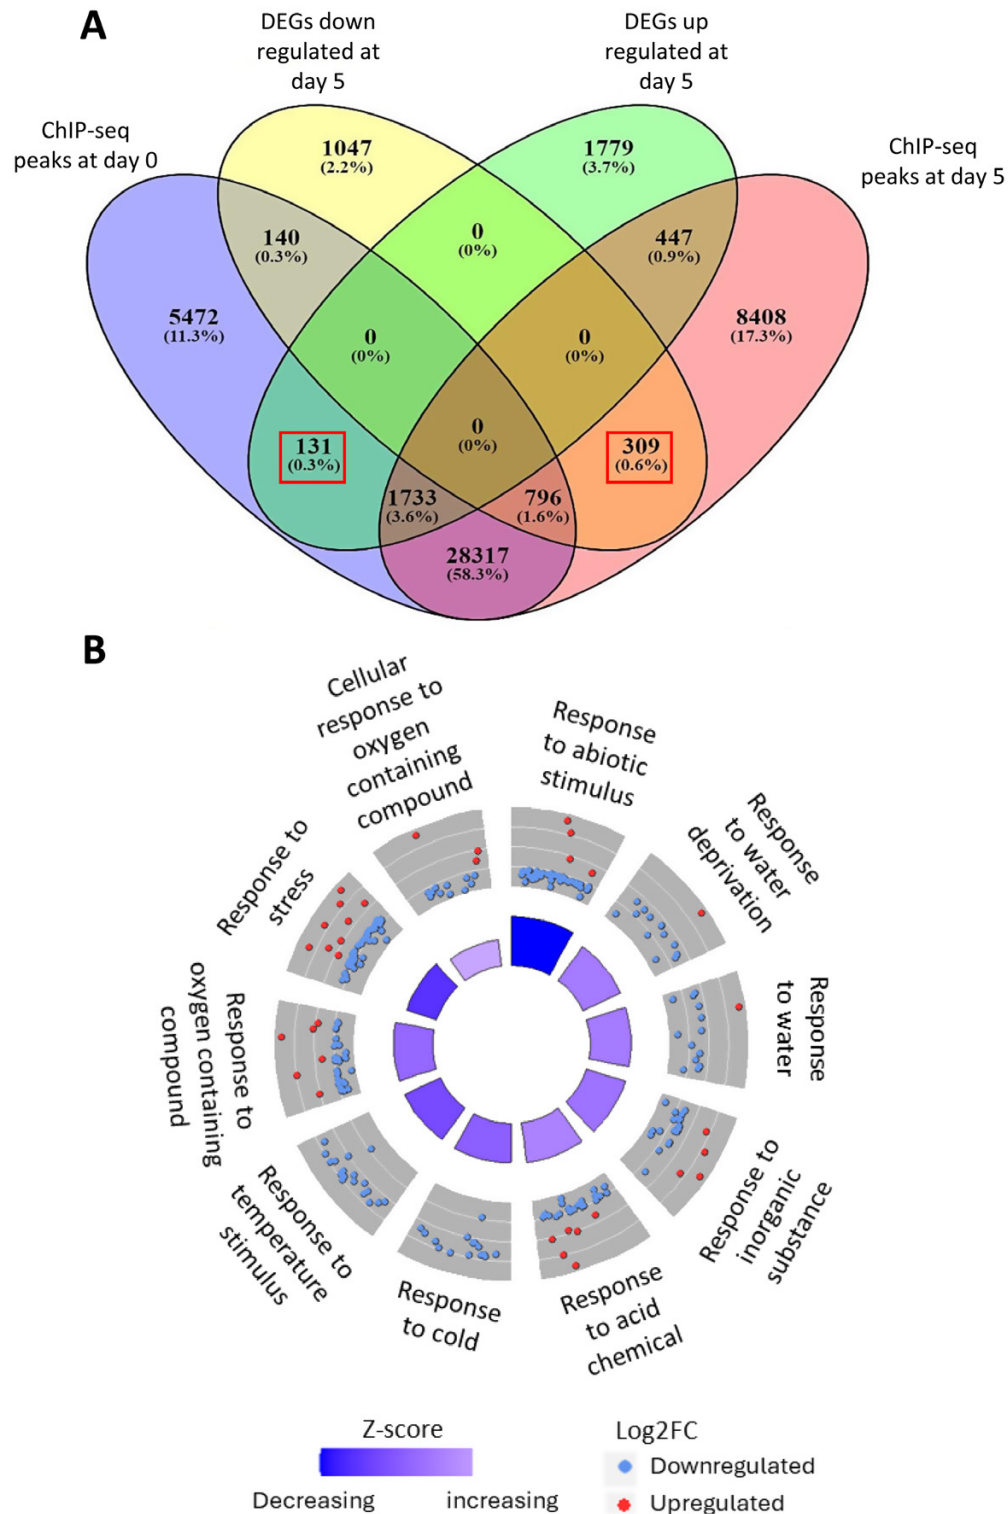 A
DEGs down
regulated at
day 5
DEGs up
regulated at
day 5
ChIP-seq
peaks at day 0
ChIP-seq
peaks at day 5
1047
(2.2%)
1779
(3.7%)
140
(0.3%)
0
(0%)
447
(0.9%)
5472
(11.3%)
0
(0%)
0
(0%)
8408
(17.3%)
131
(0.3%)
0
(0%)
309
(0.6%)
1733
(3.6%)
796
(1.6%)
28317
(58.3%)
B
Cellular
response to
oxygen
containing
compound
Response
to abiotic
stimulus
Response
to water
deprivation
Response
to water
Response to
inorganic
substance
Response
to acid
chemical
Response
to cold
Response to
temperature
stimulus
Response to
oxygen containing
compound
Response to
stress
Z-score
Decreasing
increasing
Log2FC
Downregulated
Upregulated